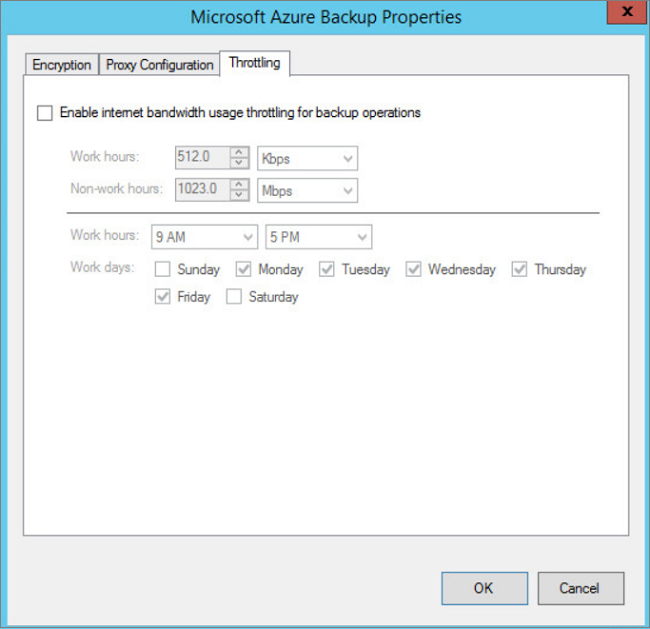 Microsoft Azure Backup Properties
x
Encryption Proxy Configuration Throttling
Enable internet bandwidth usage throttling for backup operations
Work hours: 512.0 Kbps
Non-work hours: 1023.0 Mbps
Work hours: 9 AM 5 PM
Work days: Sunday Monday Tuesday Wednesday Thursday
Friday Saturday
OK Cancel